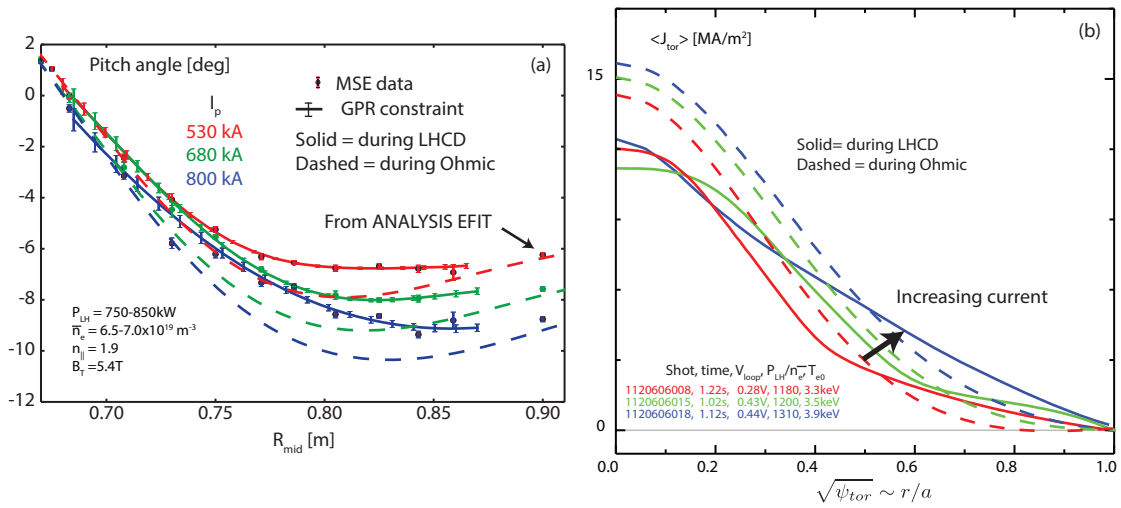 Pitch angle [deg]
(a)
I_p
530 kA
680 kA
800 kA
MSE data
GPR constraint
Solid = during LHCD
Dashed = during Ohmic
From ANALYSIS EFIT
P_LH = 750-850kW
n̅_e = 6.5-7.0x10^19 m^-3
n_|| = 1.9
B_T = 5.4T
2
0
-2
-4
-6
-8
-10
-12
0.70
0.75
0.80
0.85
0.90
R_mid [m]
<J_tor> [MA/m²]
(b)
15
Solid= during LHCD
Dashed = during Ohmic
Increasing current
Shot, time, V_loop, P_LH/n̅_e, T_e0
1120606008, 1.22s, 0.28V, 1180, 3.3keV
1120606015, 1.02s, 0.43V, 1200, 3.5keV
1120606018, 1.12s, 0.44V, 1310, 3.9keV
0
0.0
0.2
0.4
0.6
0.8
1.0
√ψ_tor ~ r/a